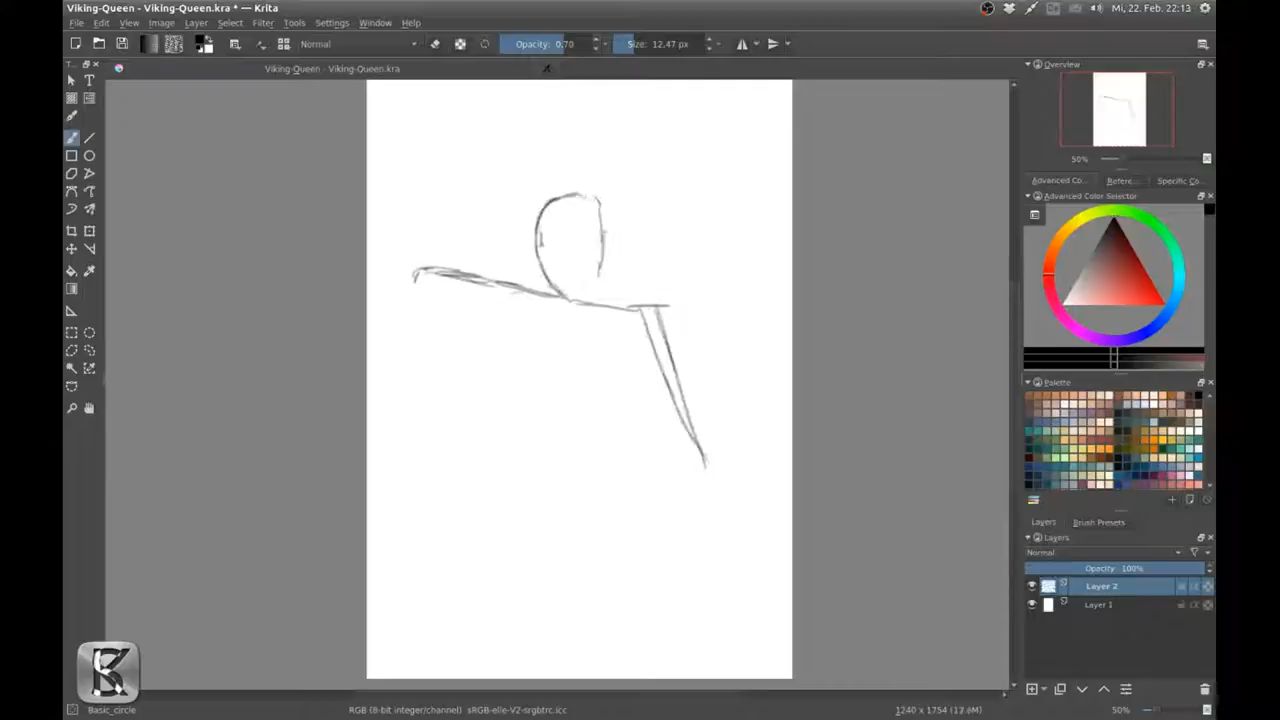 Viking-Queen - Viking-Queen.kra * — Krita
Mi, 22. Feb. 22:13
File Edit View Image Layer Select Filter Tools Settings Window Help
Normal
Opacity: 0.70
Size: 12.47 px
Viking-Queen - Viking-Queen.kra
T...
Overview
50%
Advanced Co...
Refere...
Specific Co...
Advanced Color Selector
Palette
Layers
Brush Presets
Layers
Normal
Opacity: 100%
Layer 2
Layer 1
K
Basic_circle
RGB (8-bit integer/channel) sRGB-elle-V2-srgbtrc.icc
1240 x 1754 (12.6M)
50%